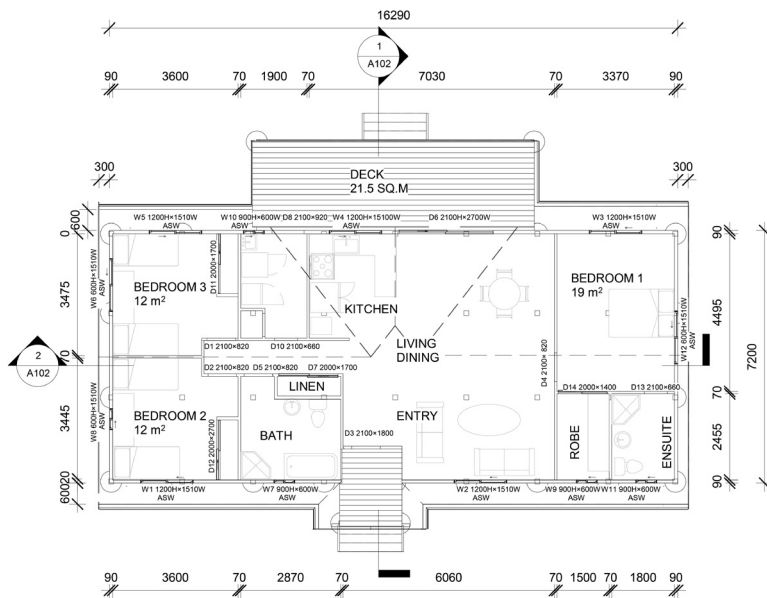 16290
1
A102
90 3600 70 1900 70 7030 70 3370 90
300
300
DECK
21.5 SQ.M
600
W5 1200H×1510W
ASW
W10 900H×600W
ASW
D8 2100×920
W4 1200H×15100W
ASW
D6 2100H×2700W
W3 1200H×1510W
ASW
0
90
W6 600H×1510W
ASW
D11 2000×1700
BEDROOM 3
12 m²
BEDROOM 1
19 m²
3475
4495
KITCHEN
W12 600H×1510W
ASW
7200
D1 2100×820
D10 2100×660
LIVING
DINING
2
A102
70
D2 2100×820
D5 2100×820
D7 2000×1700
D4 2100× 820
LINEN
D14 2000×1400
D13 2100×660
70
W8 600H×1510W
ASW
BEDROOM 2
12 m²
ENTRY
3445
BATH
D3 2100×1800
D12 2000×2700
ROBE
ENSUITE
2455
60020
90
W1 1200H×1510W
ASW
W7 900H×600W
ASW
W2 1200H×1510W
ASW
W9 900H×600W
ASW
W11 900H×600W
ASW
90 3600 70 2870 70 6060 70 1500 70 1800 90